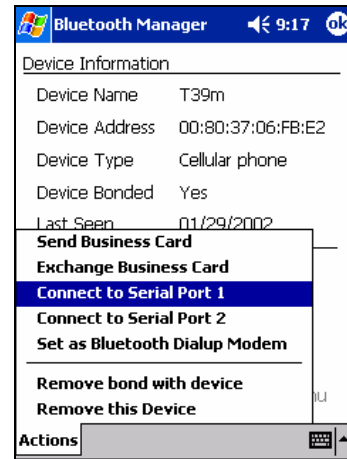 Bluetooth Manager 9:17 ok
Device Information
Device Name T39m
Device Address 00:80:37:06:FB:E2
Device Type Cellular phone
Device Bonded Yes
Last Seen 01/29/2002
Send Business Card
Exchange Business Card
Connect to Serial Port 1
Connect to Serial Port 2
Set as Bluetooth Dialup Modem
Remove bond with device
Remove this Device
Actions